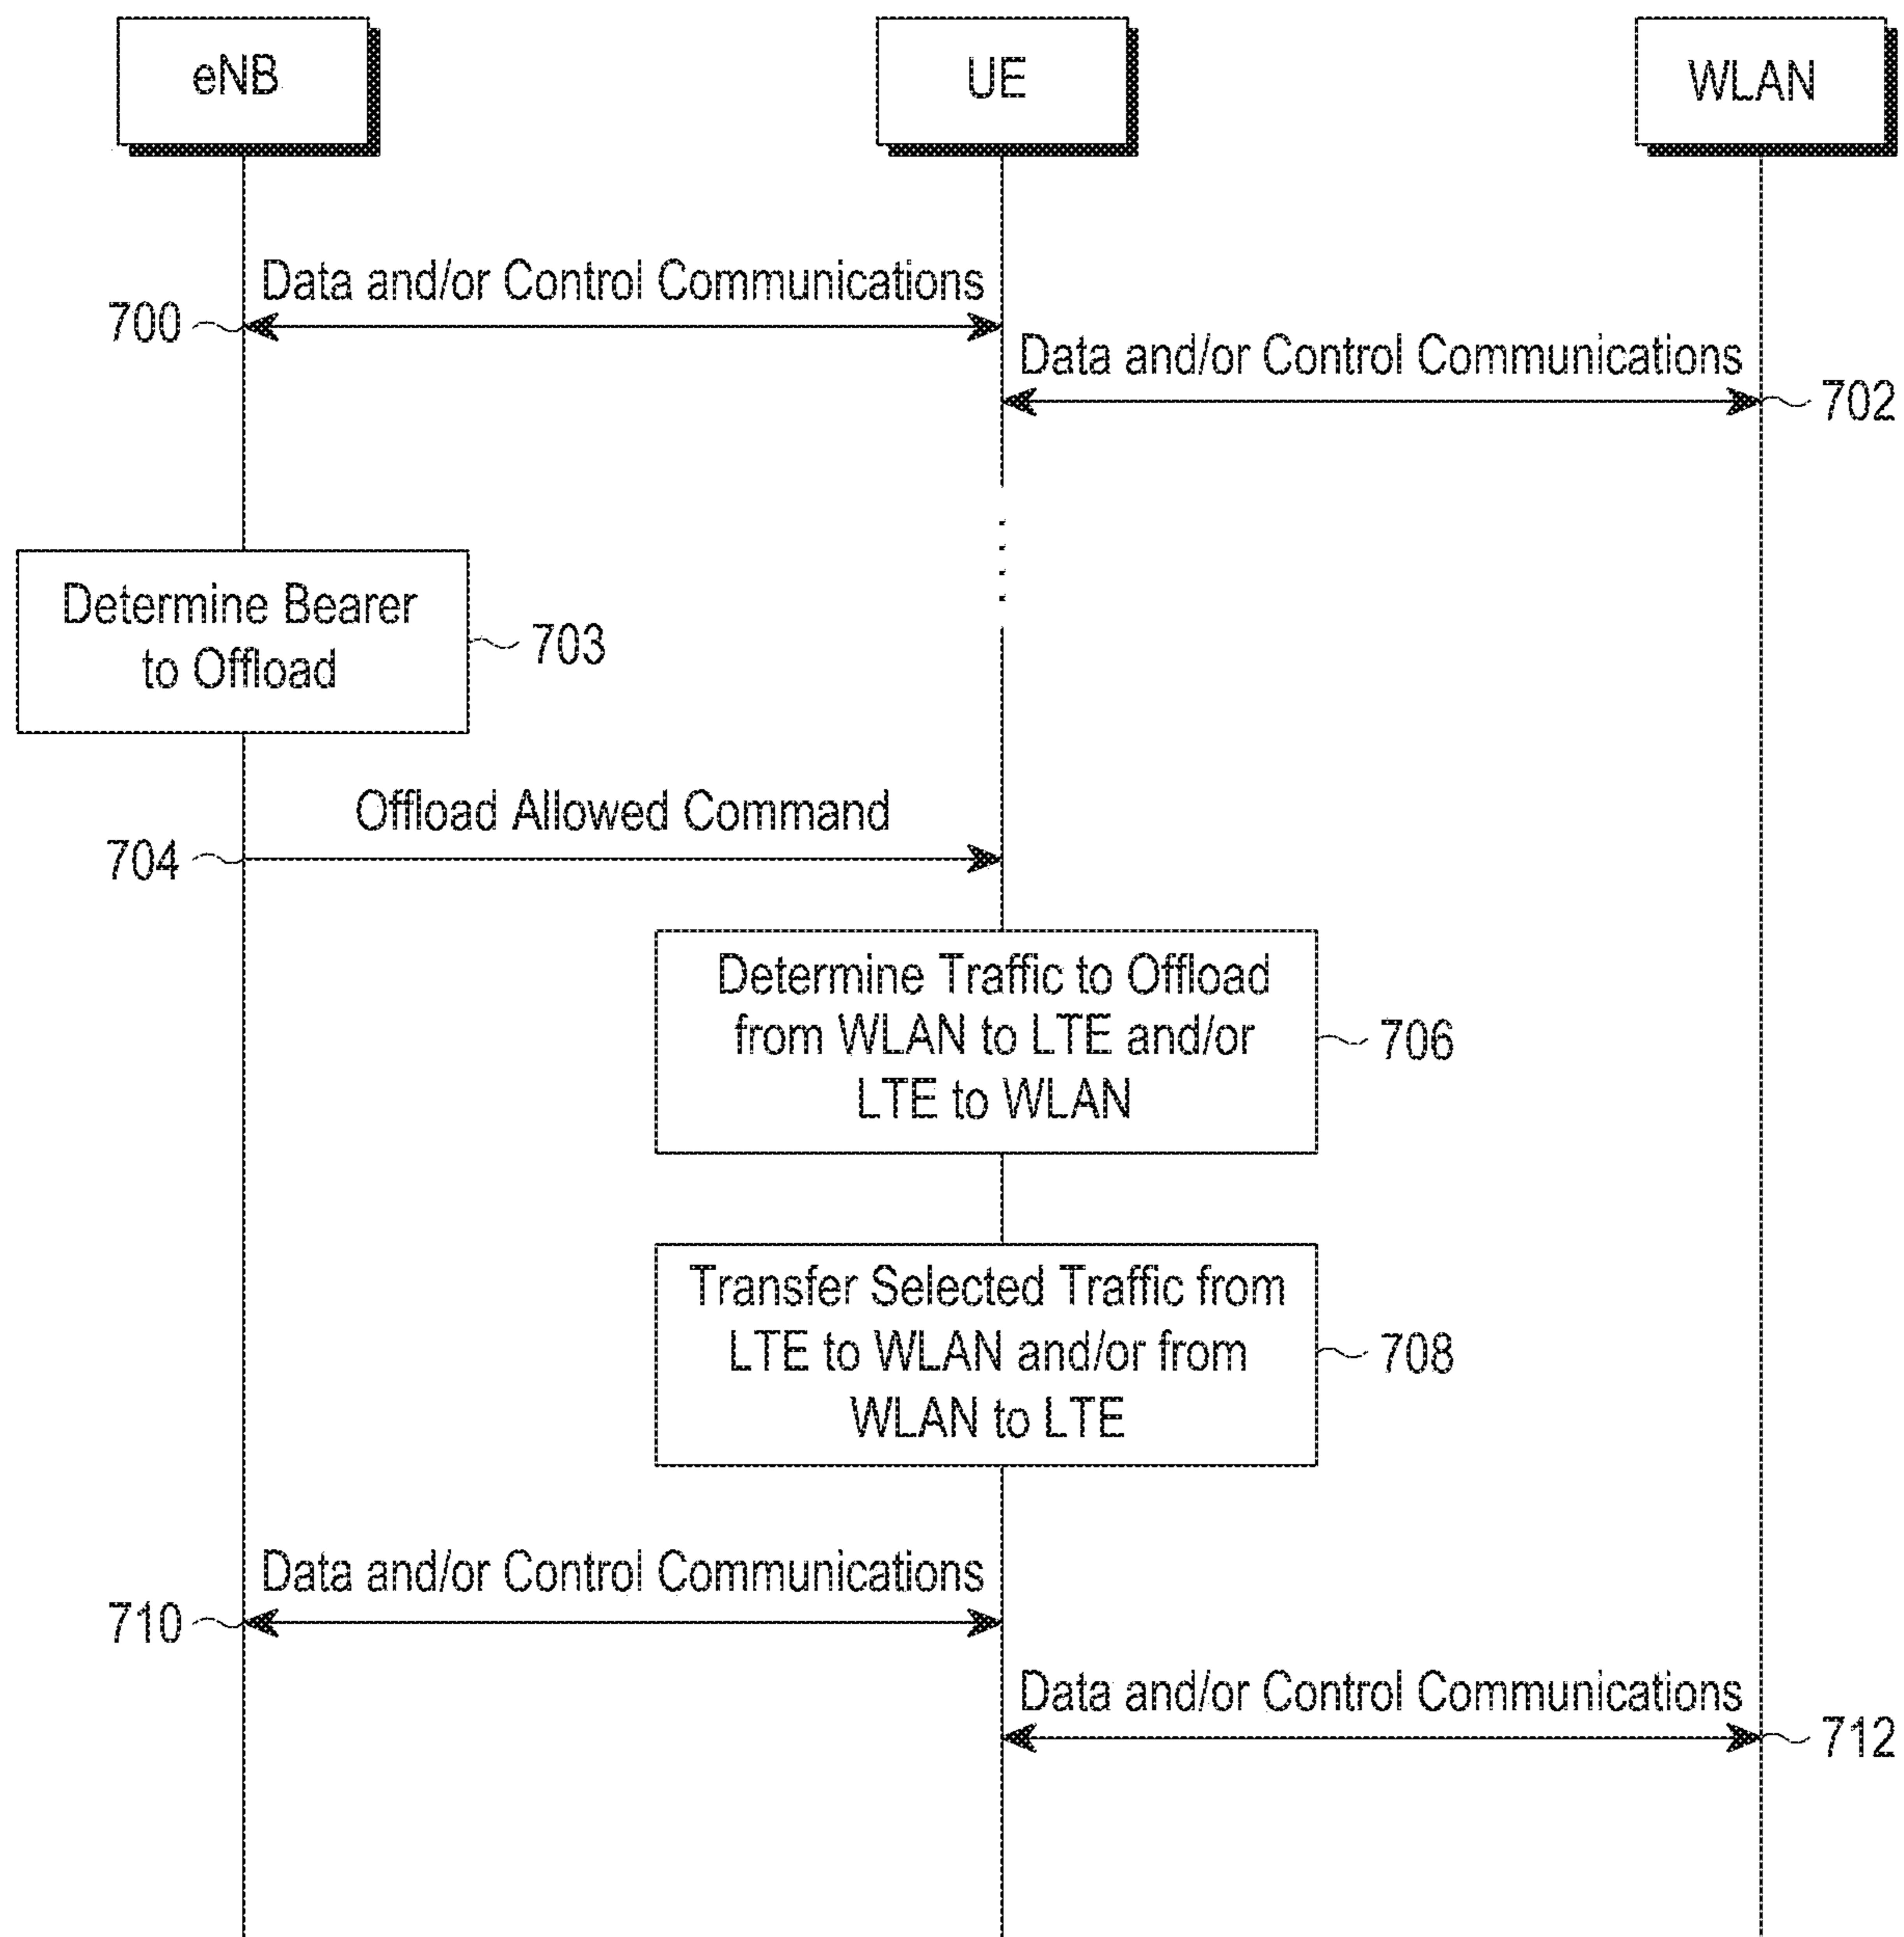 eNB
UE
WLAN
Data and/or Control Communications
700
Data and/or Control Communications
702
Determine Bearer
to Offload
703
Offload Allowed Command
704
Determine Traffic to Offload
from WLAN to LTE and/or
LTE to WLAN
706
Transfer Selected Traffic from
LTE to WLAN and/or from
WLAN to LTE
708
Data and/or Control Communications
710
Data and/or Control Communications
712